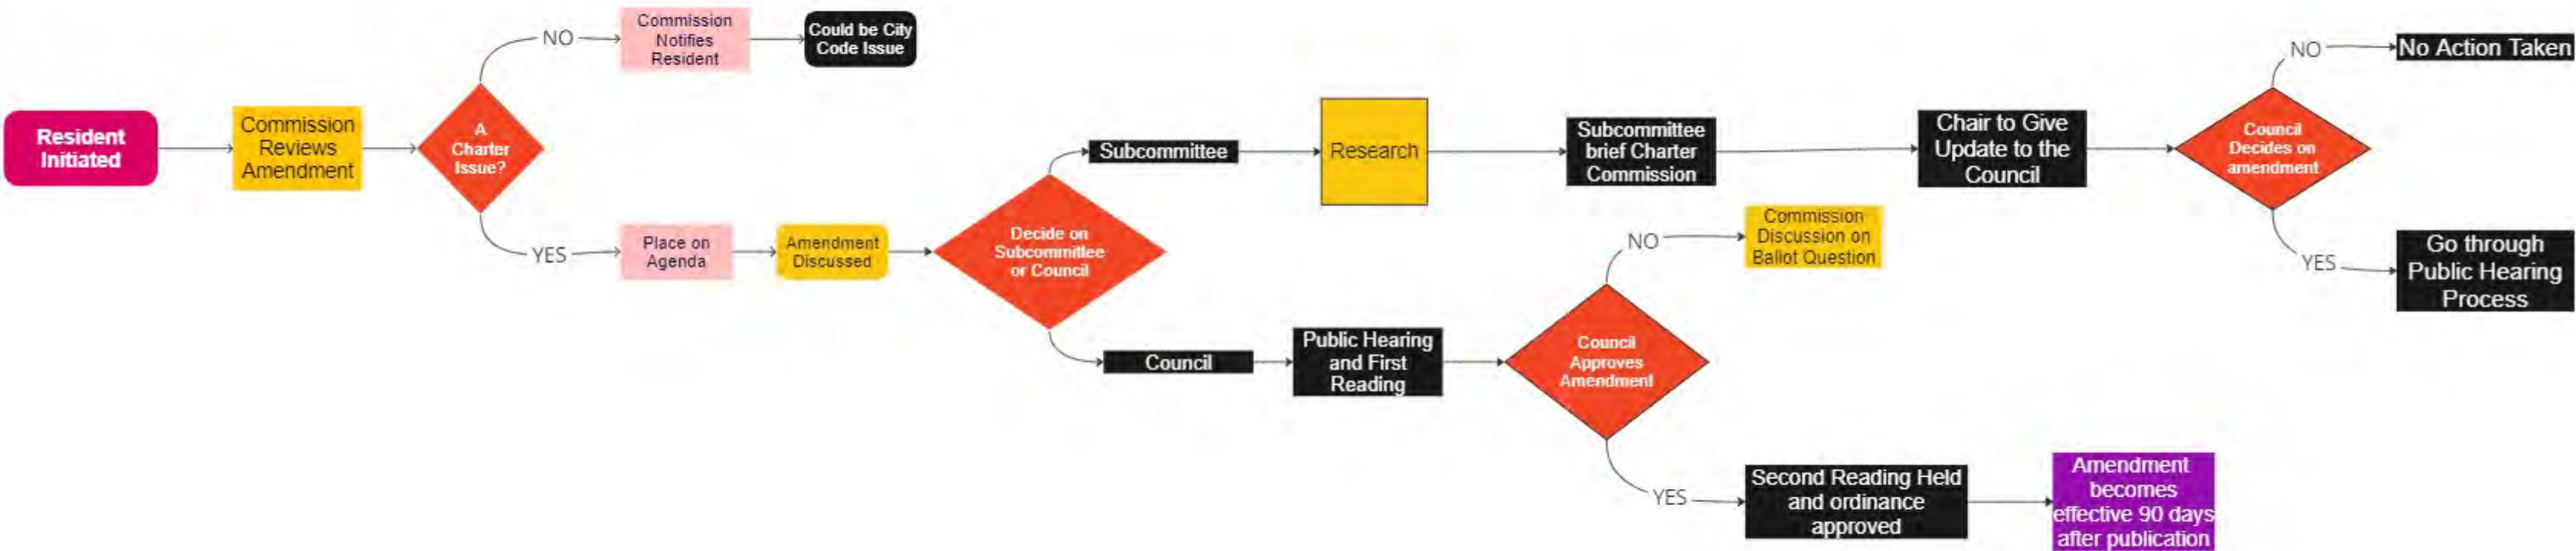 Resident
Initiated
Commission
Reviews
Amendment
A
Charter
Issue?
NO
Commission
Notifies
Resident
Could be City
Code Issue
YES
Place on
Agenda
Amendment
Discussed
Decide on
Subcommittee
or Council
Subcommittee
Research
Subcommittee
brief Charter
Commission
Chair to Give
Update to the
Council
Council
Decides on
amendment
NO
No Action Taken
YES
Go through
Public Hearing
Process
Council
Public Hearing
and First
Reading
Council
Approves
Amendment
NO
Commission
Discussion on
Ballot Question
YES
Second Reading Held
and ordinance
approved
Amendment
becomes
effective 90 days
after publication